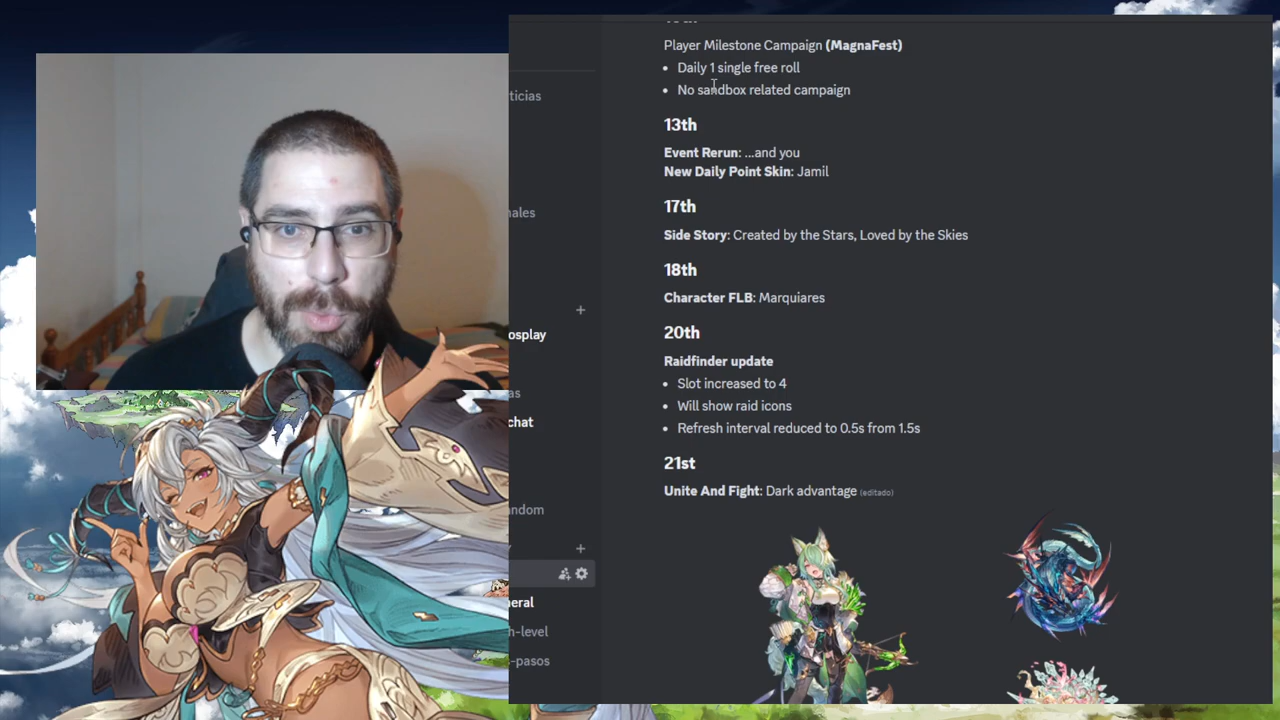 Player Milestone Campaign (MagnaFest)
• Daily 1 single free roll
• No sandbox related campaign
13th
Event Rerun: ...and you
New Daily Point Skin: Jamil
17th
Side Story: Created by the Stars, Loved by the Skies
18th
Character FLB: Marquiares
20th
Raidfinder update
• Slot increased to 4
• Will show raid icons
• Refresh interval reduced to 0.5s from 1.5s
21st
Unite And Fight: Dark advantage (editado)
ticias
ales
osplay
as
chat
andom
neral
-level
-pasos